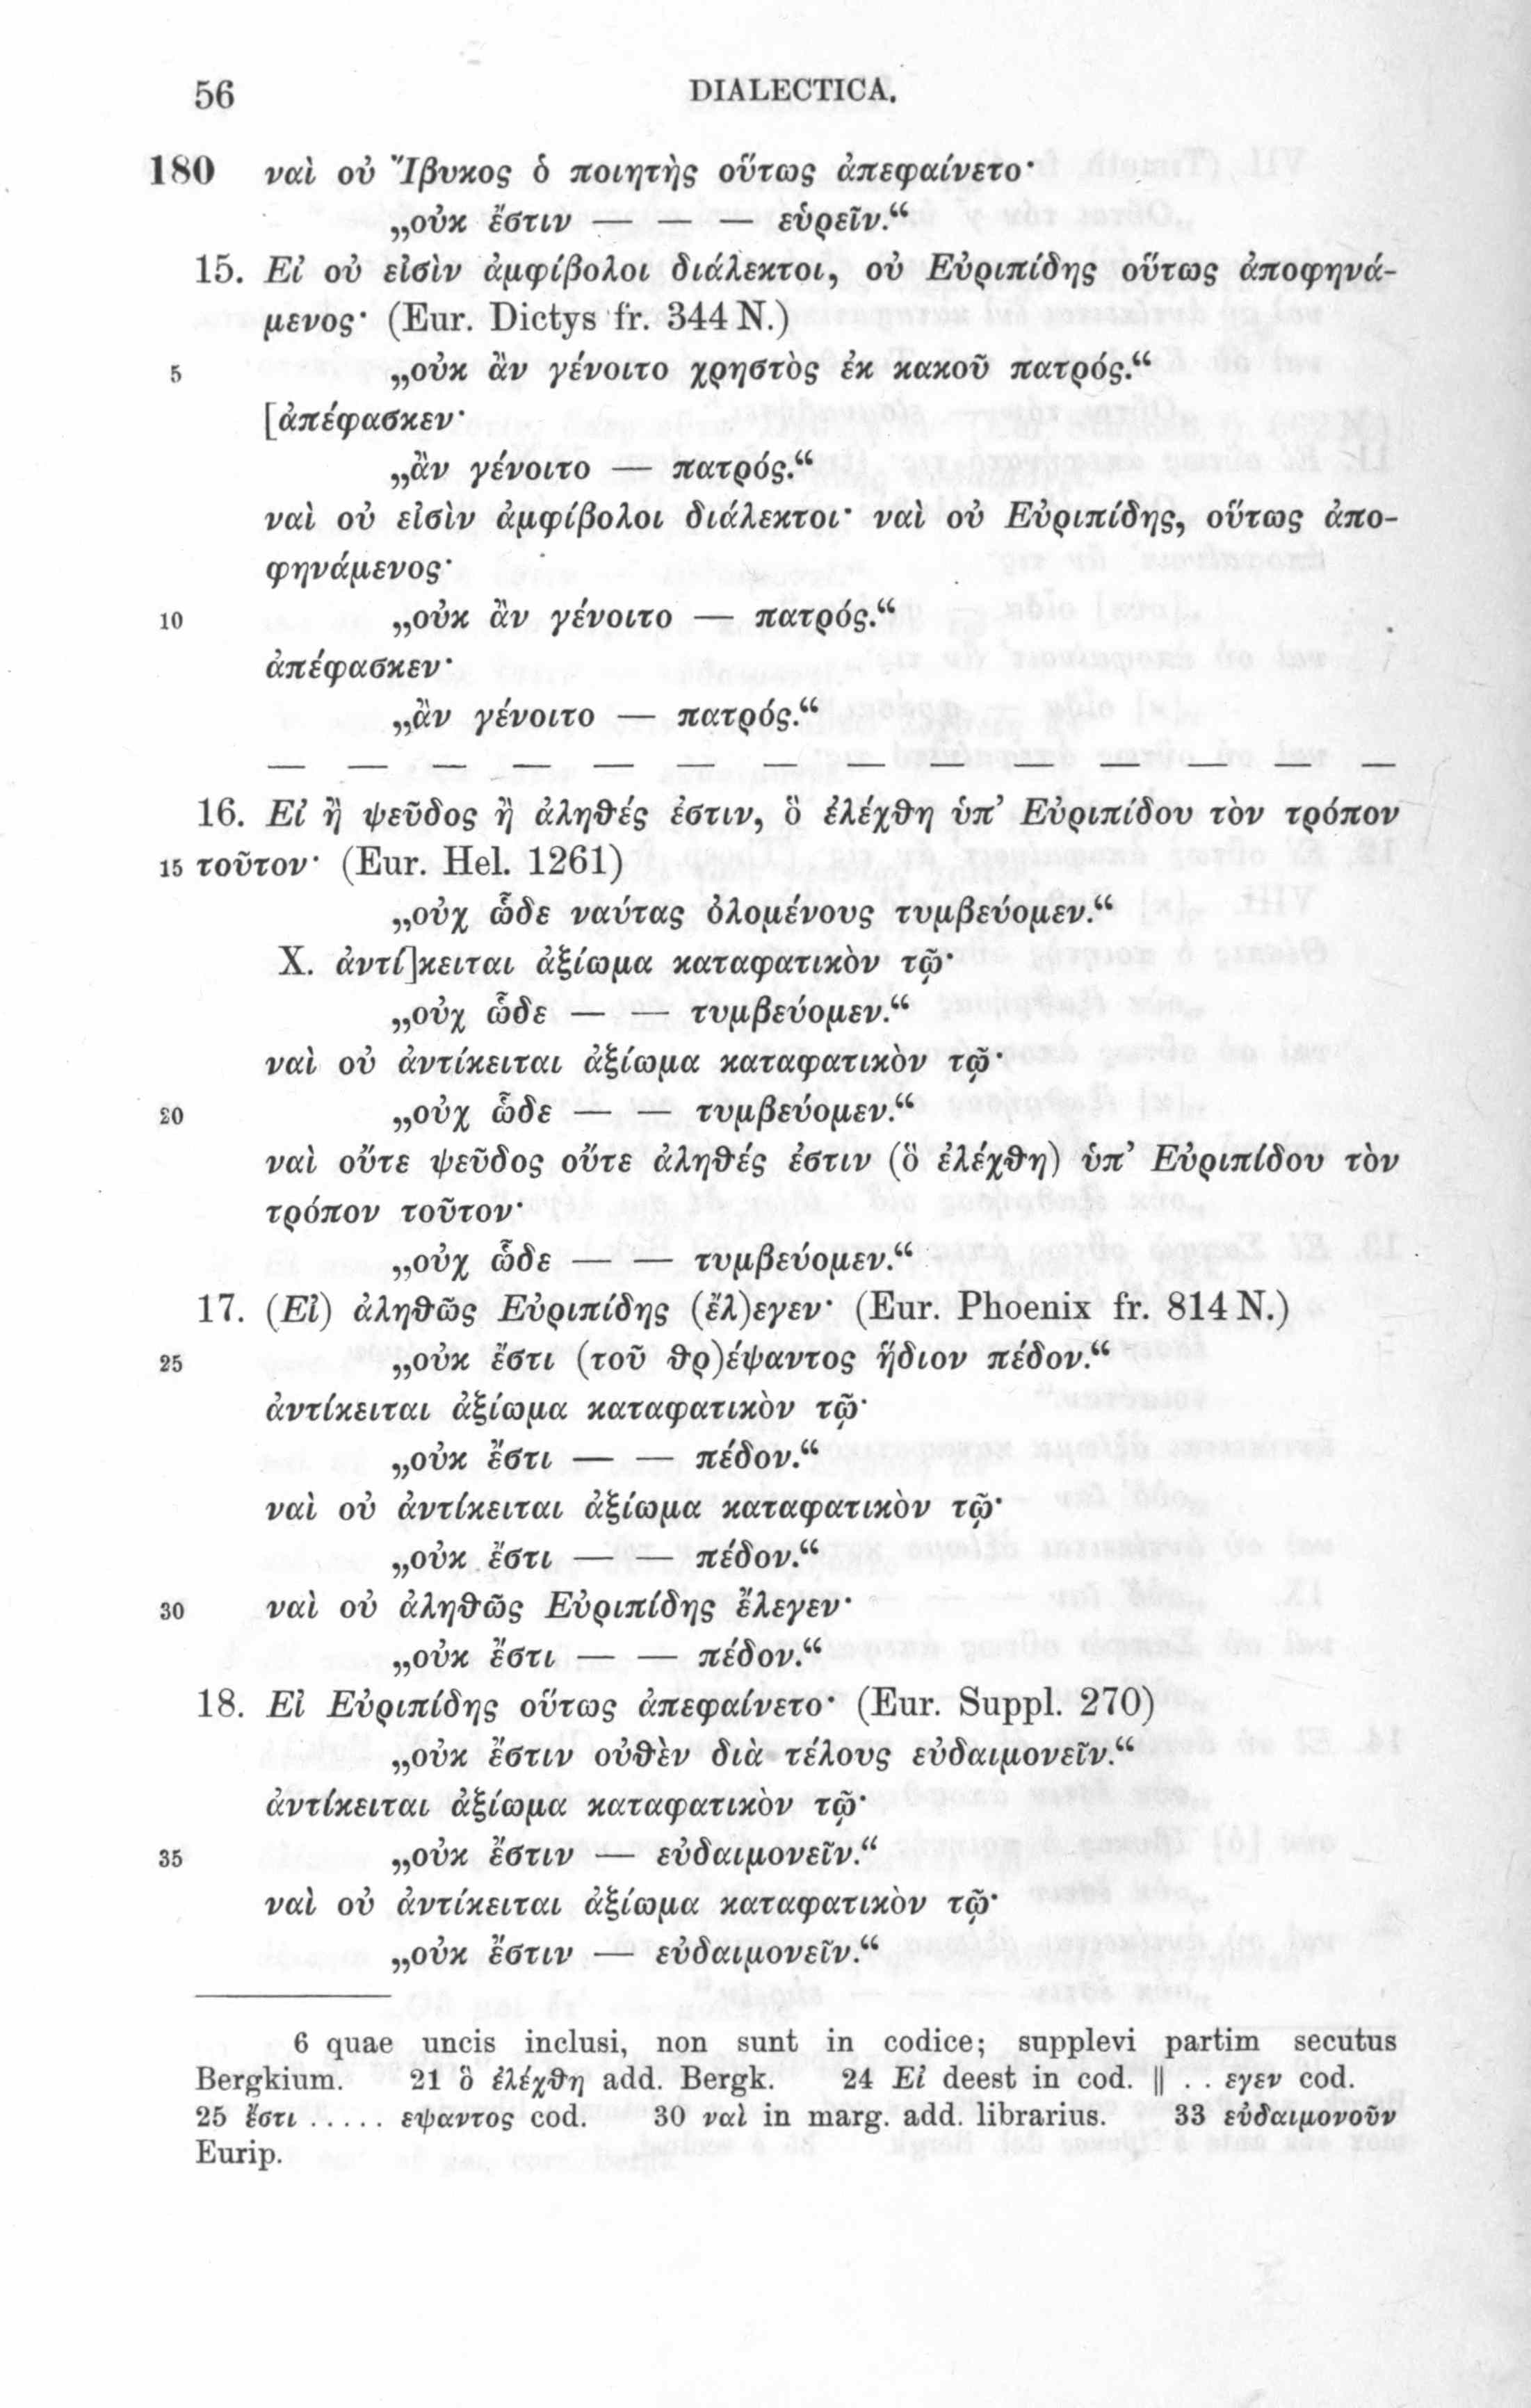 56 DIALECTICA.
180 ναὶ οὐ Ἴβυκος ὁ ποιητὴς οὕτως ἀπεφαίνετο·
„οὐκ ἔστιν — — — εὑρεῖν.“
15. Εἰ οὐ εἰσὶν ἀμφίβολοι διάλεκτοι, οὐ Εὐριπίδης οὕτως ἀποφηνά-
μενος· (Eur. Dictys fr. 344 N.)
5 „οὐκ ἂν γένοιτο χρηστὸς ἐκ κακοῦ πατρός.“
[ἀπέφασκεν·
„ἂν γένοιτο — πατρός.“
ναὶ οὐ εἰσὶν ἀμφίβολοι διάλεκτοι· ναὶ οὐ Εὐριπίδης, οὕτως ἀπο-
φηνάμενος·
10 „οὐκ ἂν γένοιτο — πατρός.“
ἀπέφασκεν·
„ἂν γένοιτο — πατρός.“
— — — — — — — — — — — — — —
16. Εἰ ἢ ψεῦδος ἢ ἀληθές ἐστιν, ὃ ἐλέχθη ὑπ’ Εὐριπίδου τὸν τρόπον
15 τοῦτον· (Eur. Hel. 1261)
„οὐχ ὧδε ναύτας ὀλομένους τυμβεύομεν.“
X. ἀντί]κειται ἀξίωμα καταφατικὸν τῷ·
„οὐχ ὧδε — — τυμβεύομεν.“
ναὶ οὐ ἀντίκειται ἀξίωμα καταφατικὸν τῷ·
20 „οὐχ ὧδε — — τυμβεύομεν.“
ναὶ οὔτε ψεῦδος οὔτε ἀληθές ἐστιν (ὃ ἐλέχθη) ὑπ’ Εὐριπίδου τὸν
τρόπον τοῦτον·
„οὐχ ὧδε — — τυμβεύομεν.“
17. (Εἰ) ἀληθῶς Εὐριπίδης (ἔλ)εγεν· (Eur. Phoenix fr. 814 N.)
25 „οὐκ ἔστι (τοῦ θρ)έψαντος ἥδιον πέδον.“
ἀντίκειται ἀξίωμα καταφατικὸν τῷ·
„οὐκ ἔστι — — πέδον.“
ναὶ οὐ ἀντίκειται ἀξίωμα καταφατικὸν τῷ·
„οὐκ ἔστι — — πέδον.“
30 ναὶ οὐ ἀληθῶς Εὐριπίδης ἔλεγεν·
„οὐκ ἔστι — — πέδον.“
18. Εἰ Εὐριπίδης οὕτως ἀπεφαίνετο· (Eur. Suppl. 270)
„οὐκ ἔστιν οὐθὲν διὰ τέλους εὐδαιμονεῖν.“
ἀντίκειται ἀξίωμα καταφατικὸν τῷ·
35 „οὐκ ἔστιν — εὐδαιμονεῖν.“
ναὶ οὐ ἀντίκειται ἀξίωμα καταφατικὸν τῷ·
„οὐκ ἔστιν — εὐδαιμονεῖν.“
6 quae uncis inclusi, non sunt in codice; supplevi partim secutus
Bergkium. 21 ὃ ἐλέχθη add. Bergk. 24 Εἰ deest in cod. || . . εγεν cod.
25 ἔστι . . . . . εψαντος cod. 30 ναὶ in marg. add. librarius. 33 εὐδαιμονοῦν
Eurip.